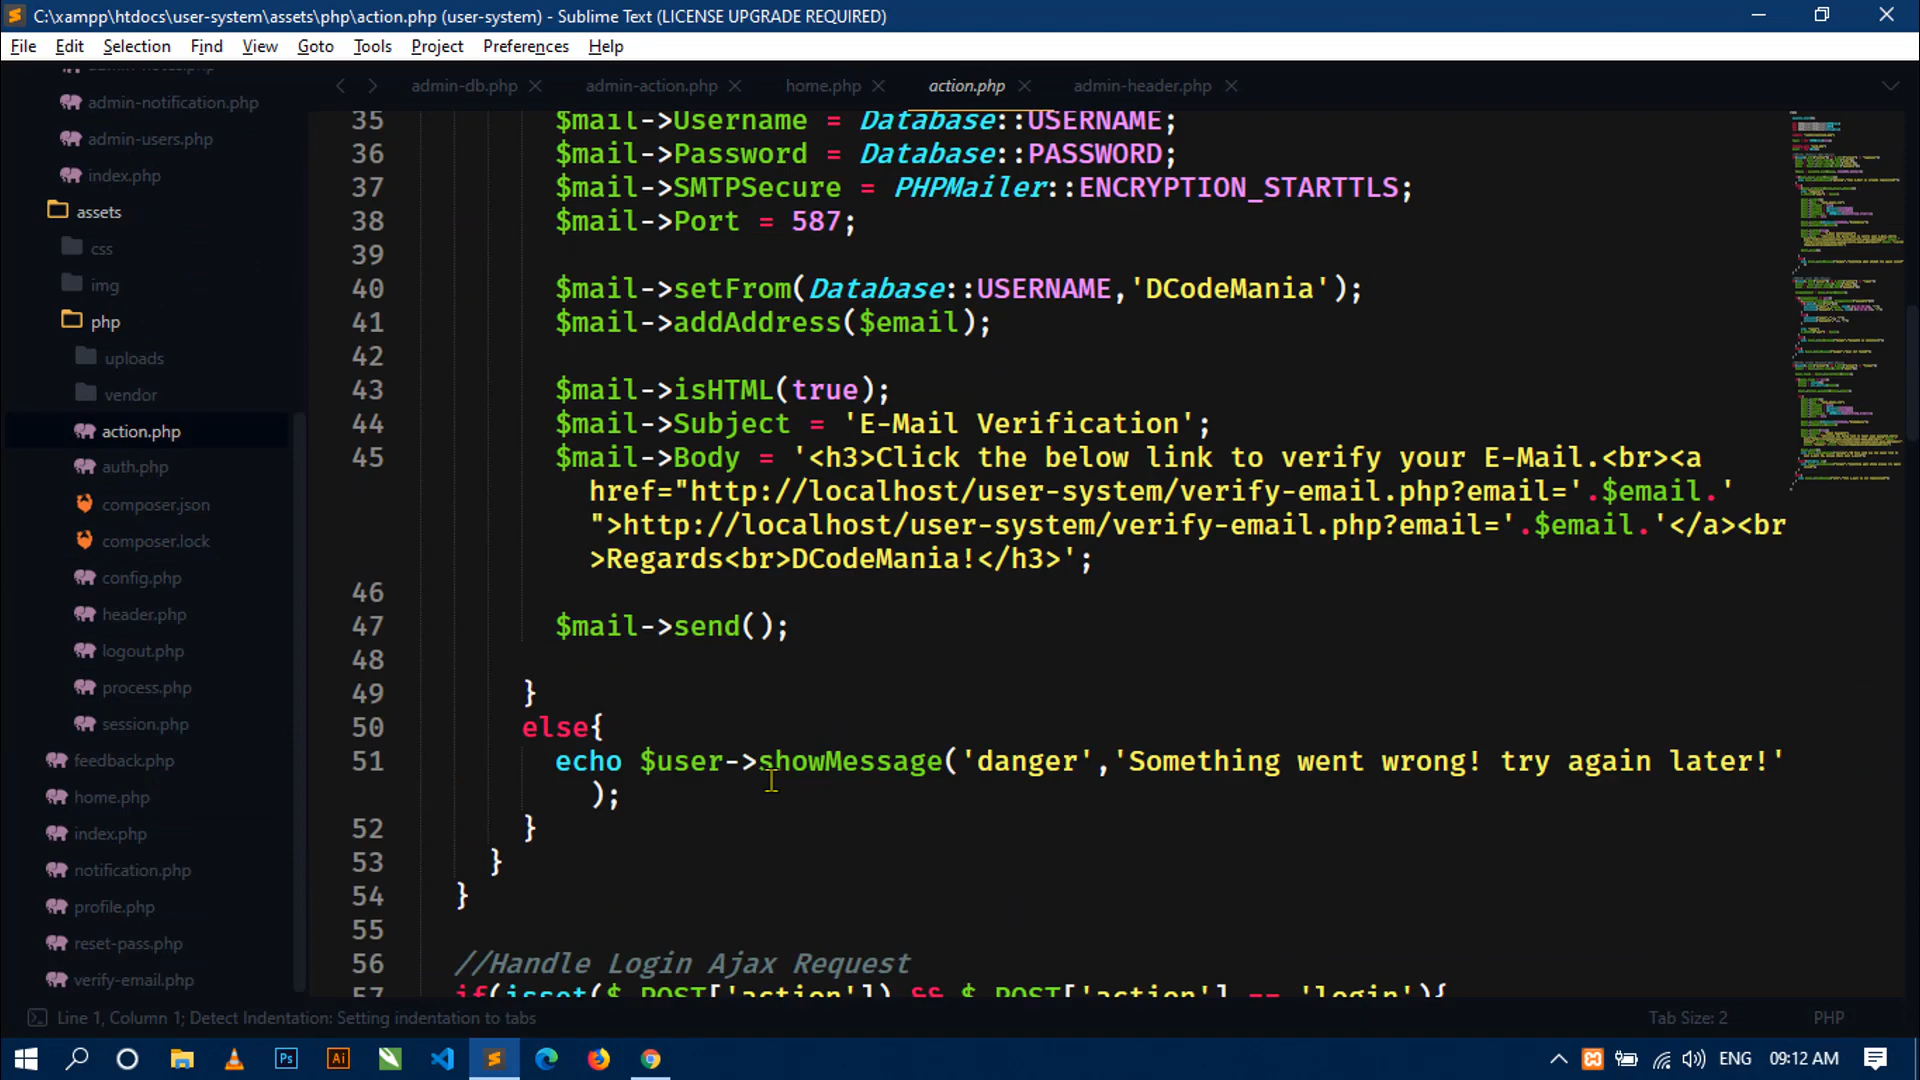 C:\xampp\htdocs\user-system\assets\php\action.php (user-system) - Sublime Text (LICENSE UPGRADE REQUIRED)
File Edit Selection Find View Goto Tools Project Preferences Help
admin-db.php admin-action.php home.php action.php admin-header.php
admin-notification.php
admin-users.php
index.php
assets
css
img
php
uploads
vendor
action.php
auth.php
composer.json
composer.lock
config.php
header.php
logout.php
process.php
session.php
feedback.php
home.php
index.php
notification.php
profile.php
reset-pass.php
verify-email.php
35 $mail->Username = Database::USERNAME;
36 $mail->Password = Database::PASSWORD;
37 $mail->SMTPSecure = PHPMailer::ENCRYPTION_STARTTLS;
38 $mail->Port = 587;
39
40 $mail->setFrom(Database::USERNAME,'DCodeMania');
41 $mail->addAddress($email);
42
43 $mail->isHTML(true);
44 $mail->Subject = 'E-Mail Verification';
45 $mail->Body = '<h3>Click the below link to verify your E-Mail.<br><a
href="http://localhost/user-system/verify-email.php?email='.$email.'
">http://localhost/user-system/verify-email.php?email='.$email.'</a><br
>Regards<br>DCodeMania!</h3>';
46
47 $mail->send();
48
49 }
50 else{
51 echo $user->showMessage('danger','Something went wrong! try again later!'
);
52 }
53 }
54 }
55
56 //Handle Login Ajax Request
57 if(isset($_POST['action']) && $_POST['action'] == 'login'){
Line 1, Column 1; Detect Indentation: Setting indentation to tabs Tab Size: 2 PHP
Ps Ai ENG 09:12 AM